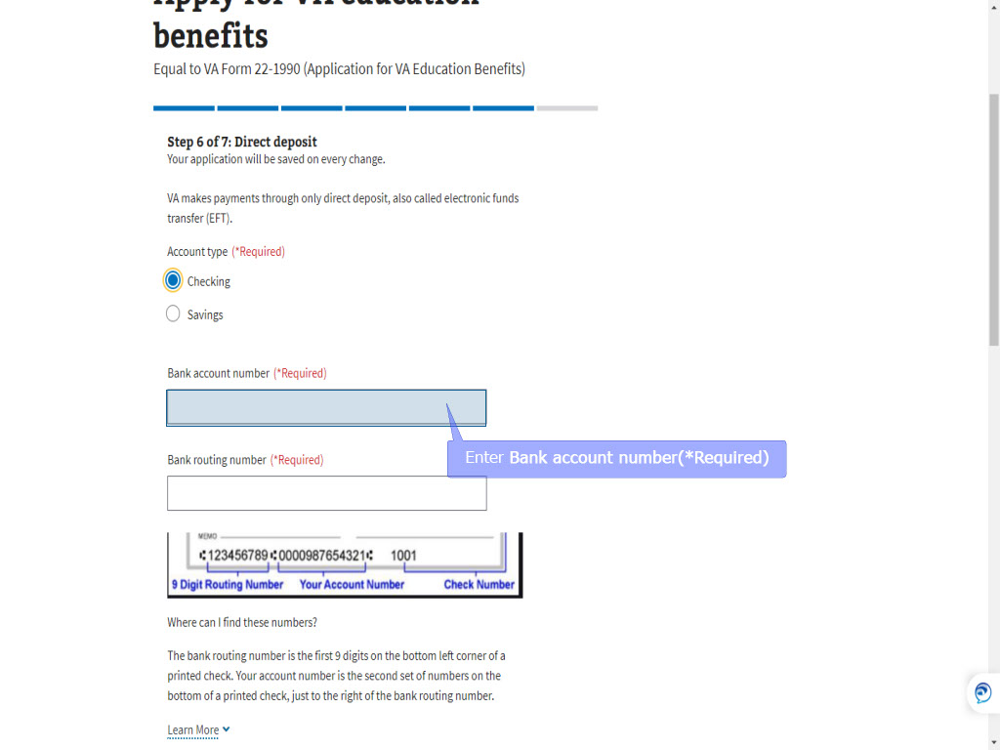 Apply for VA education
benefits
Equal to VA Form 22-1990 (Application for VA Education Benefits)
Step 6 of 7: Direct deposit
Your application will be saved on every change.
VA makes payments through only direct deposit, also called electronic funds
transfer (EFT).
Account type (*Required)
Checking
Savings
Bank account number (*Required)
Enter Bank account number(*Required)
Bank routing number (*Required)
MEMO
⑆123456789⑆0000987654321⑆ 1001
9 Digit Routing Number Your Account Number Check Number
Where can I find these numbers?
The bank routing number is the first 9 digits on the bottom left corner of a
printed check. Your account number is the second set of numbers on the
bottom of a printed check, just to the right of the bank routing number.
Learn More